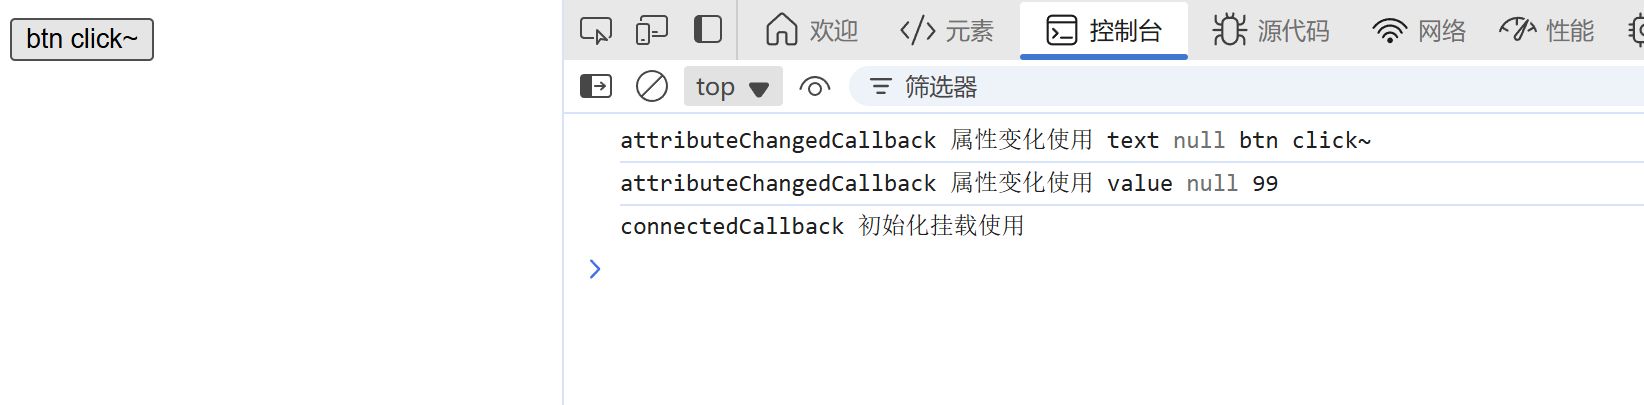 btn click~
欢迎
元素
控制台
源代码
网络
性能
top
筛选器
attributeChangedCallback 属性变化使用 text null btn click~
attributeChangedCallback 属性变化使用 value null 99
connectedCallback 初始化挂载使用